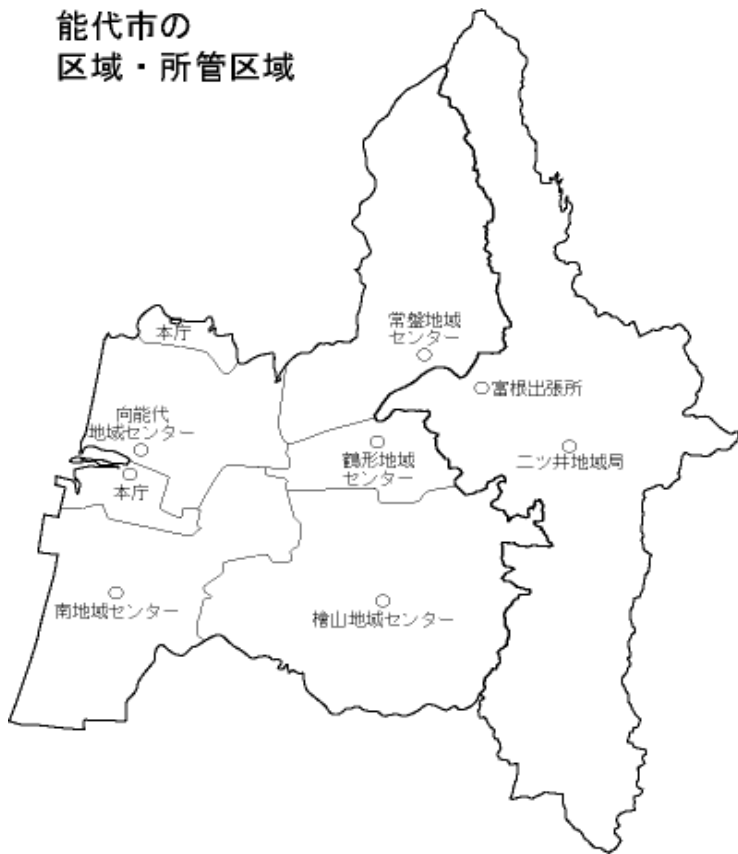 能代市の
区域・所管区域
本庁
常盤地域
センター
富根出張所
向能代
地域センター
鶴形地域
センター
二ツ井地域局
本庁
南地域センター
檜山地域センター